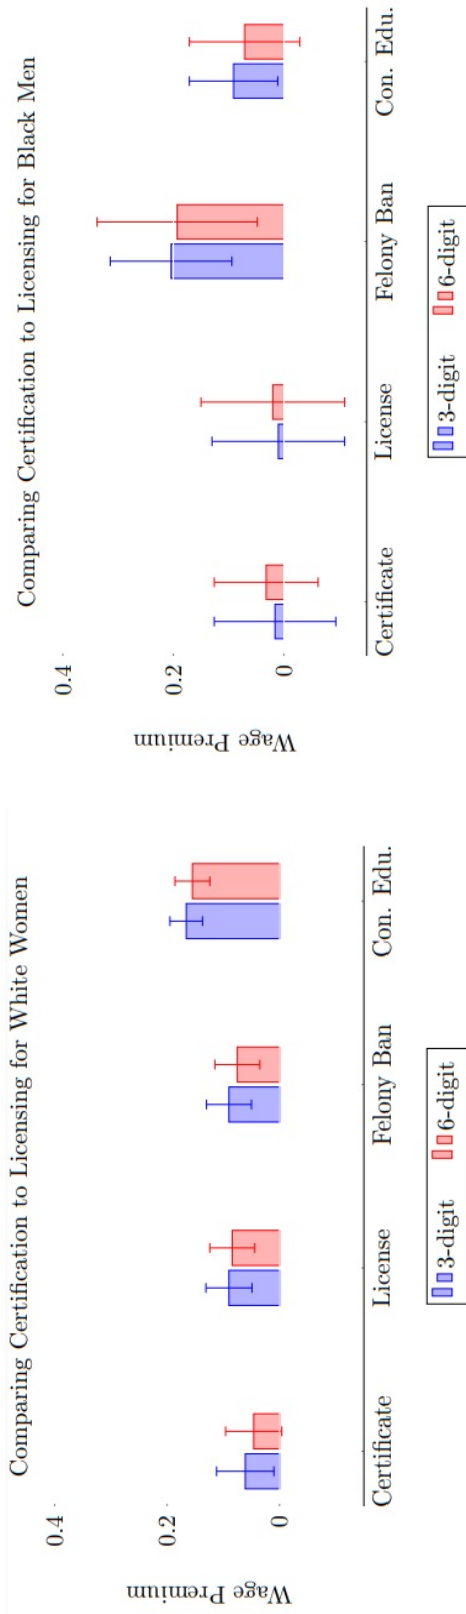 Comparing Certification to Licensing for White Women
0.4
0.2
0
Wage Premium
Certificate License Felony Ban Con. Edu.
3-digit 6-digit
Comparing Certification to Licensing for Black Men
0.4
0.2
0
Wage Premium
Certificate License Felony Ban Con. Edu.
3-digit 6-digit